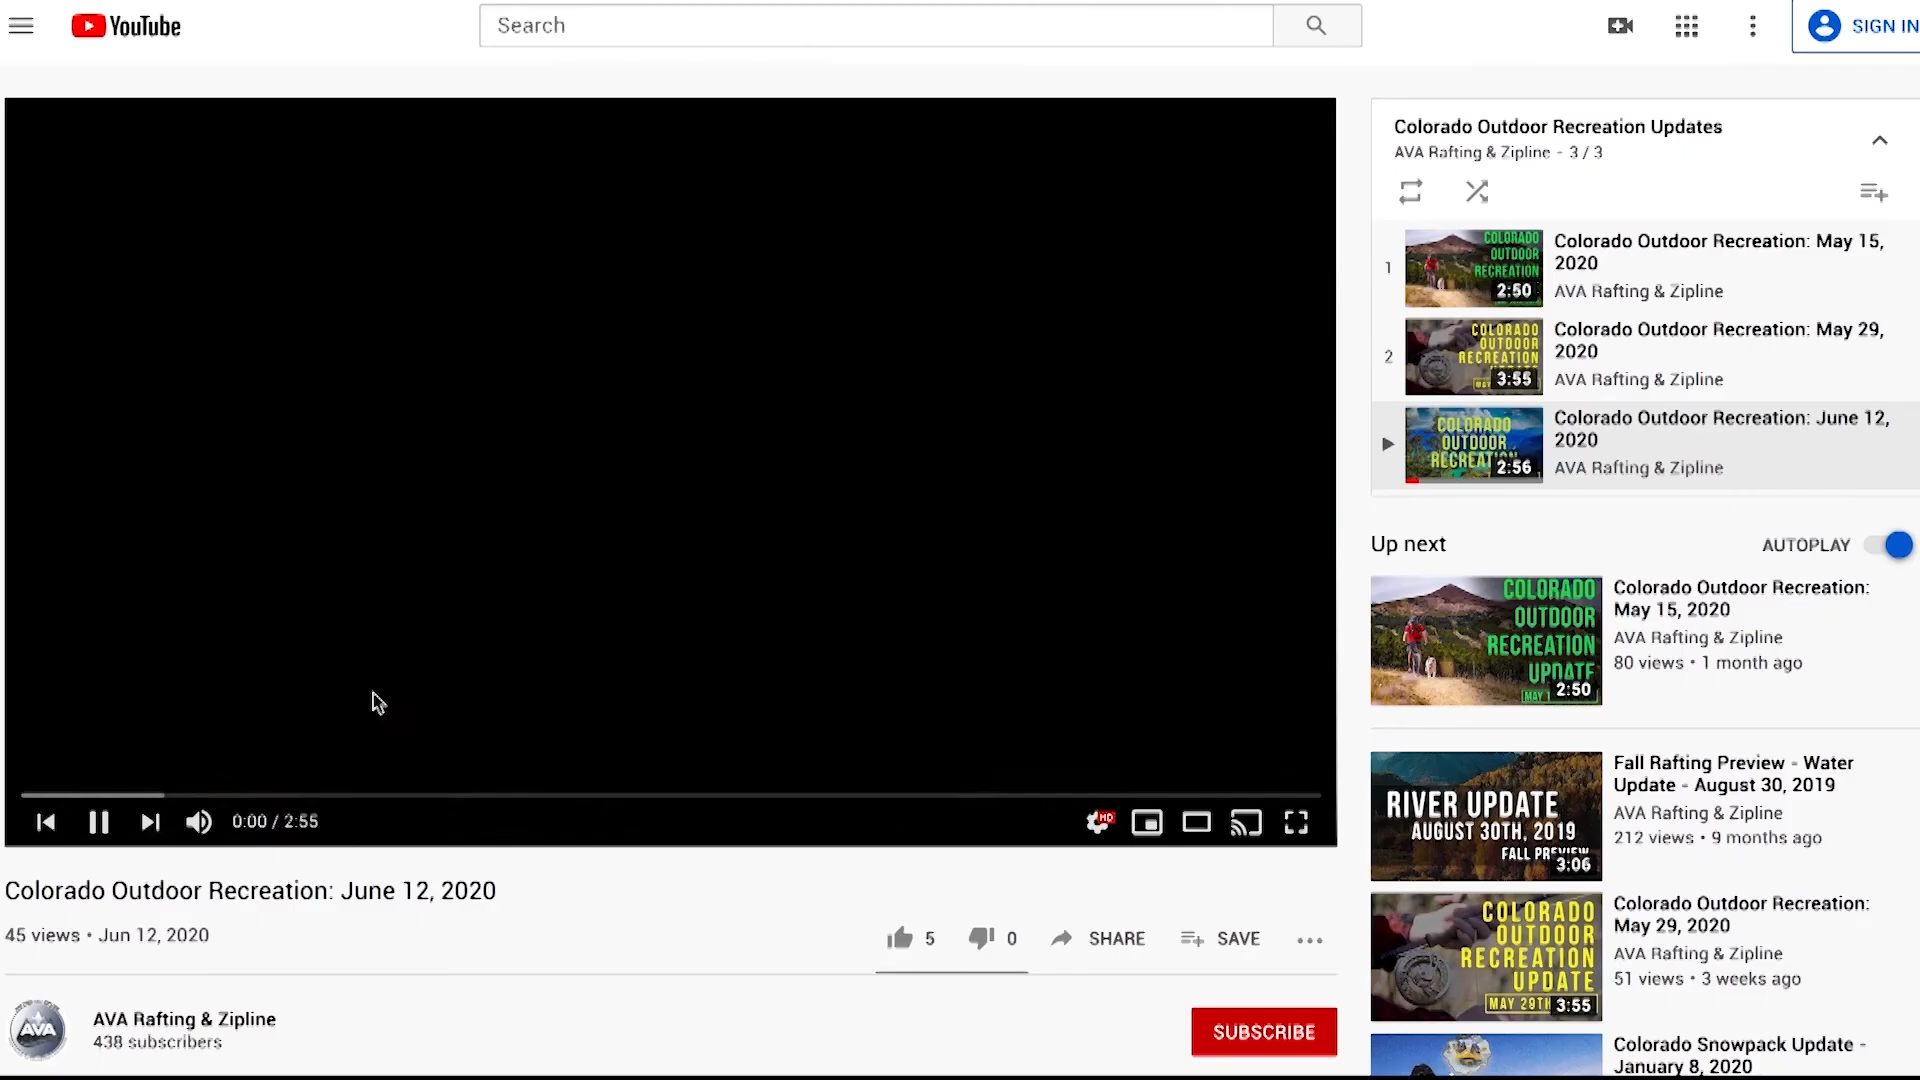 YouTube
Search
SIGN IN
Colorado Outdoor Recreation Updates
AVA Rafting & Zipline - 3 / 3
1
COLORADO
OUTDOOR
RECREATION
2:50
Colorado Outdoor Recreation: May 15,
2020
AVA Rafting & Zipline
2
COLORADO
OUTDOOR
RECREATION
3:55
Colorado Outdoor Recreation: May 29,
2020
AVA Rafting & Zipline
COLORADO
OUTDOOR
RECREATION
2:56
Colorado Outdoor Recreation: June 12,
2020
AVA Rafting & Zipline
0:00 / 2:55
HD
Colorado Outdoor Recreation: June 12, 2020
45 views • Jun 12, 2020
5
0
SHARE
SAVE
AVA
AVA Rafting & Zipline
438 subscribers
SUBSCRIBE
Up next
AUTOPLAY
COLORADO
OUTDOOR
RECREATION
UPDATE
MAY 1
2:50
Colorado Outdoor Recreation:
May 15, 2020
AVA Rafting & Zipline
80 views • 1 month ago
RIVER UPDATE
AUGUST 30TH, 2019
FALL PREVIEW
3:06
Fall Rafting Preview - Water
Update - August 30, 2019
AVA Rafting & Zipline
212 views • 9 months ago
COLORADO
OUTDOOR
RECREATION
UPDATE
MAY 29TH
3:55
Colorado Outdoor Recreation:
May 29, 2020
AVA Rafting & Zipline
51 views • 3 weeks ago
Colorado Snowpack Update -
January 8, 2020